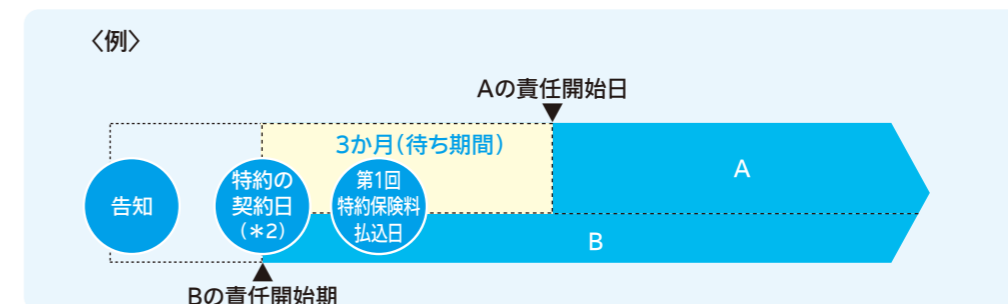 〈例〉
Aの責任開始日
3か月(待ち期間)
告知
特約の
契約日
(*2)
第1回
特約保険料
払込日
A
B
Bの責任開始期